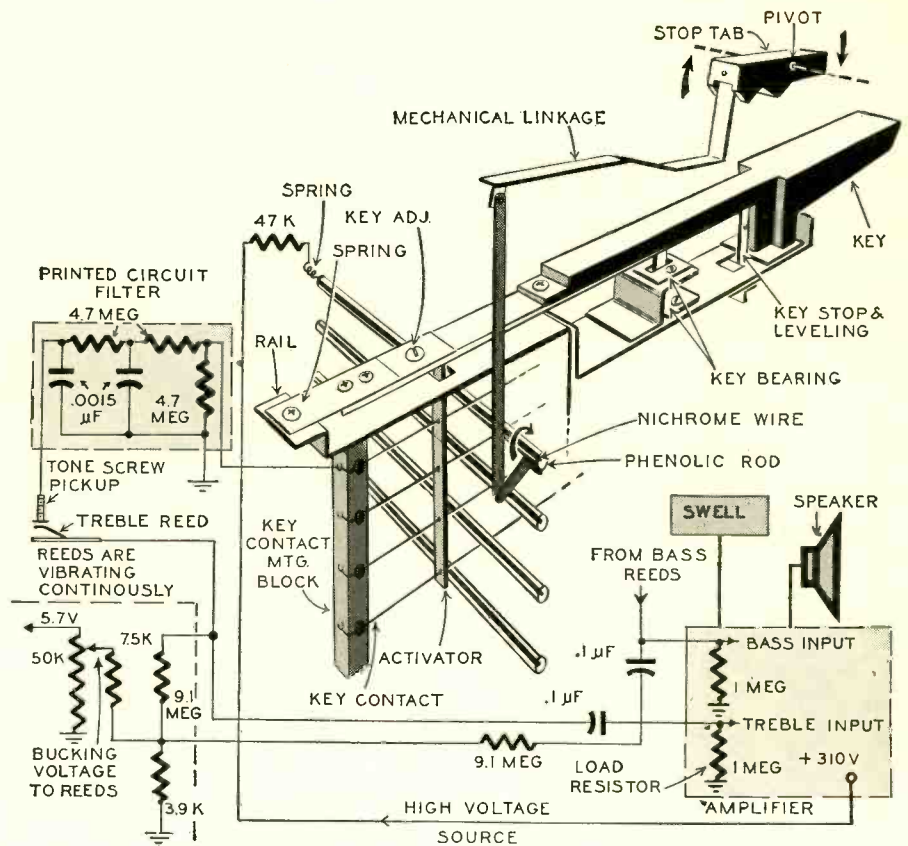 PIVOT
STOP TAB
MECHANICAL LINKAGE
SPRING
47 K
KEY ADJ.
SPRING
KEY
PRINTED CIRCUIT
FILTER
4.7 MEG
KEY STOP &
LEVELING
RAIL
KEY BEARING
.0015
µF
4.7
MEG
NICHROME WIRE
PHENOLIC ROD
TONE SCREW
PICKUP
TREBLE REED
SWELL
SPEAKER
KEY
CONTACT
MTG.
BLOCK
FROM BASS
REEDS
REEDS ARE
VIBRATING
CONTINOUSLY
5.7V
7.5K
50K
ACTIVATOR
.1 µF
BASS INPUT
KEY CONTACT
9.1
MEG
.1 µF
1 MEG
TREBLE INPUT
BUCKING
VOLTAGE
TO REEDS
9.1 MEG
LOAD
RESISTOR
1 MEG
+ 310V
3.9 K
HIGH VOLTAGE
SOURCE
AMPLIFIER